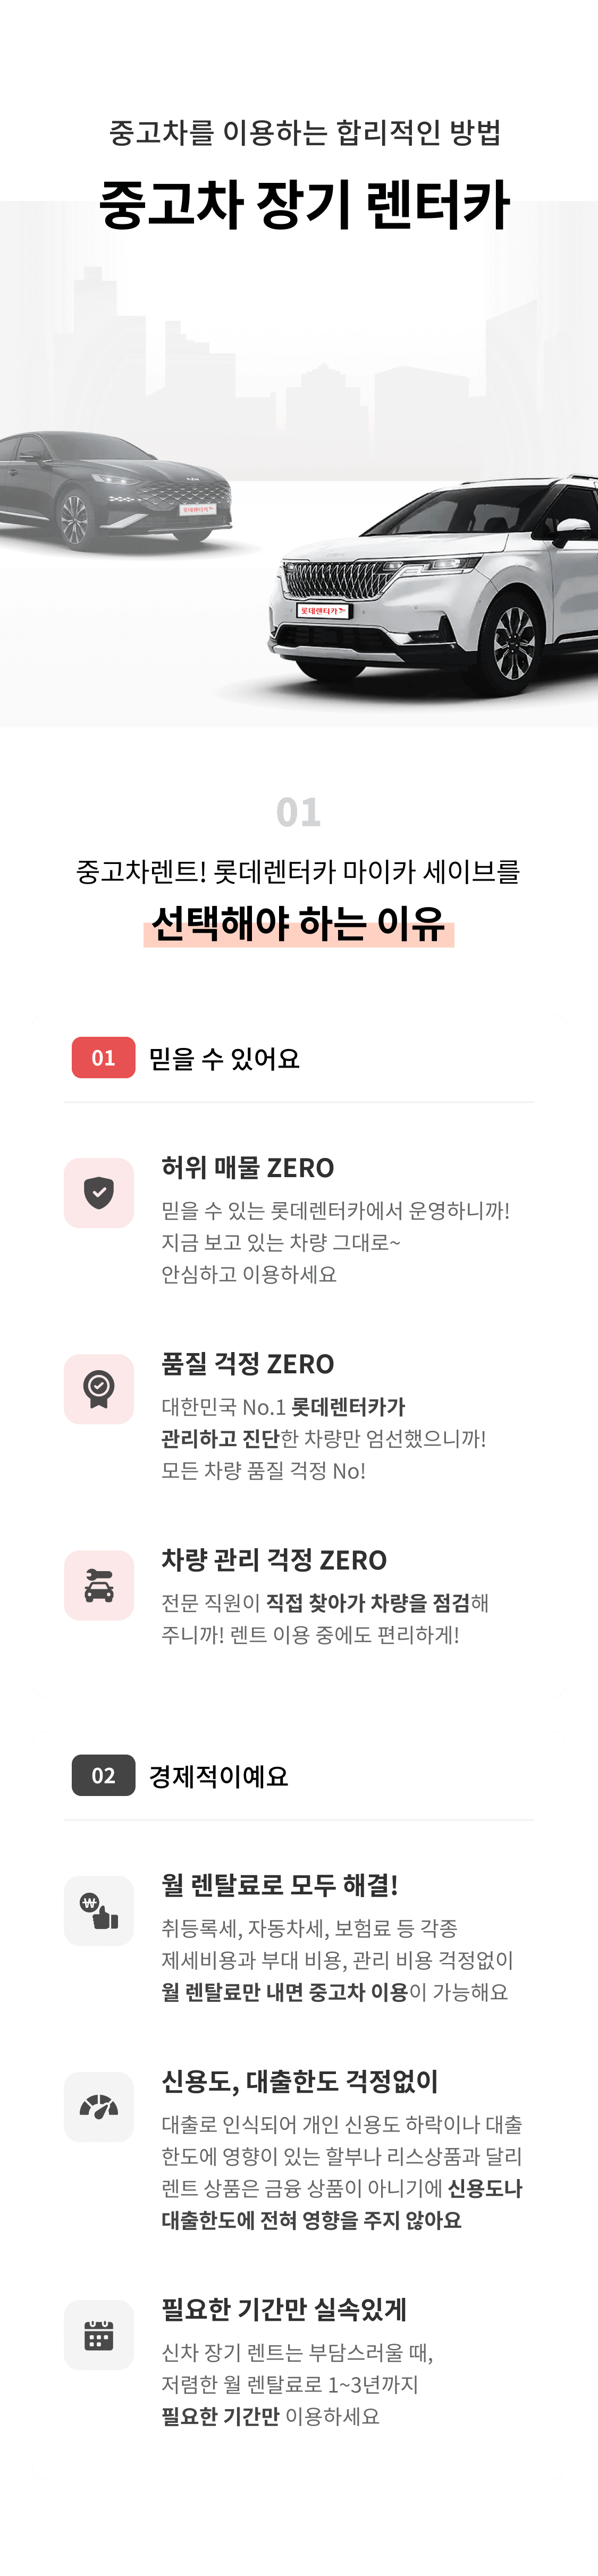 중고차를 이용하는 합리적인 방법
중고차 장기 렌터카
롯데렌터카
롯데렌터카
01
중고차렌트! 롯데렌터카 마이카 세이브를
선택해야 하는 이유
01 믿을 수 있어요
허위 매물 ZERO
믿을 수 있는 롯데렌터카에서 운영하니까!
지금 보고 있는 차량 그대로~
안심하고 이용하세요
품질 걱정 ZERO
대한민국 No.1 롯데렌터카가
관리하고 진단한 차량만 엄선했으니까!
모든 차량 품질 걱정 No!
차량 관리 걱정 ZERO
전문 직원이 직접 찾아가 차량을 점검해
주니까! 렌트 이용 중에도 편리하게!
02 경제적이예요
₩
월 렌탈료로 모두 해결!
취등록세, 자동차세, 보험료 등 각종
제세비용과 부대 비용, 관리 비용 걱정없이
월 렌탈료만 내면 중고차 이용이 가능해요
신용도, 대출한도 걱정없이
대출로 인식되어 개인 신용도 하락이나 대출
한도에 영향이 있는 할부나 리스상품과 달리
렌트 상품은 금융 상품이 아니기에 신용도나
대출한도에 전혀 영향을 주지 않아요
필요한 기간만 실속있게
신차 장기 렌트는 부담스러울 때,
저렴한 월 렌탈료로 1~3년까지
필요한 기간만 이용하세요